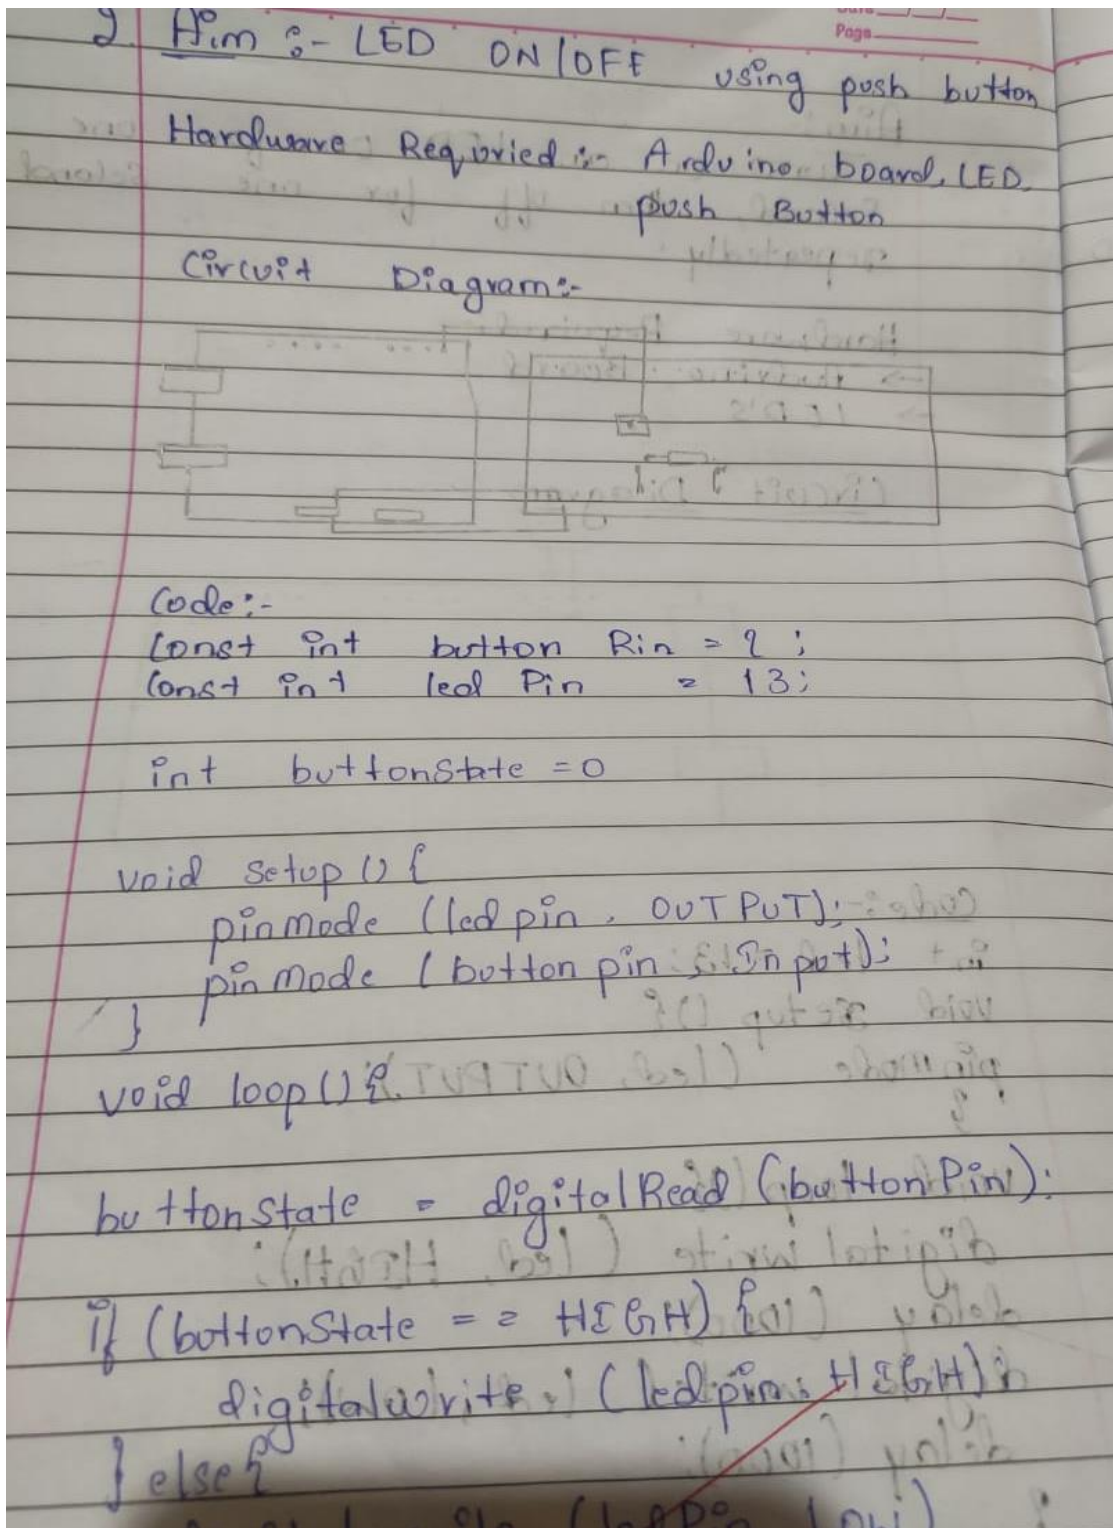 2. Aim :- LED ON/OFF using push button
Page
Hardware Requried :- Arduino board, LED,
push Button
Circuit Diagram:-
Code:-
Const int button Rin = 2 ;
Const int led Pin = 13;
int buttonState = 0
void setup () {
pinmode (led pin , OUTPUT);
pinmode ( button pin , Input);
}
void loop () {
buttonState = digitalRead (buttonPin);
if (buttonState == HIGH) {
digitalwrite (ledpin, HIGH);
} else {